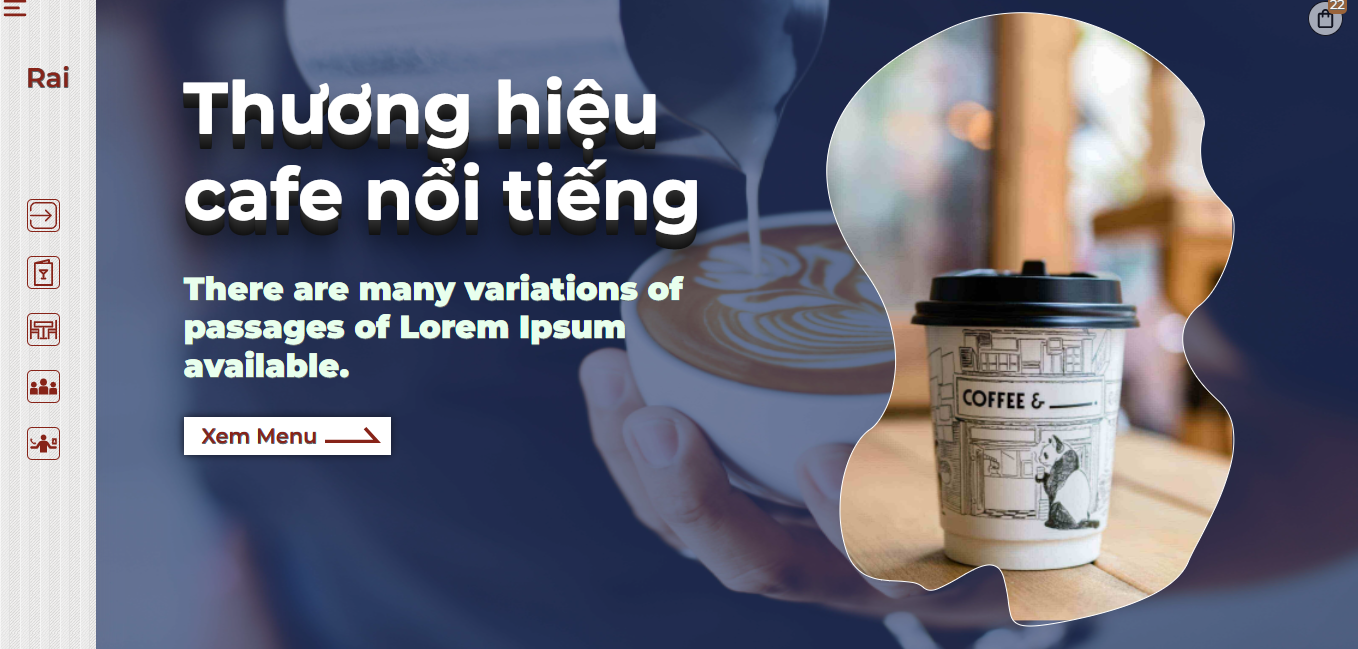 22
Rai
Thương hiệu
cafe nổi tiếng
There are many variations of
passages of Lorem Ipsum
available.
Xem Menu
COFFEE &